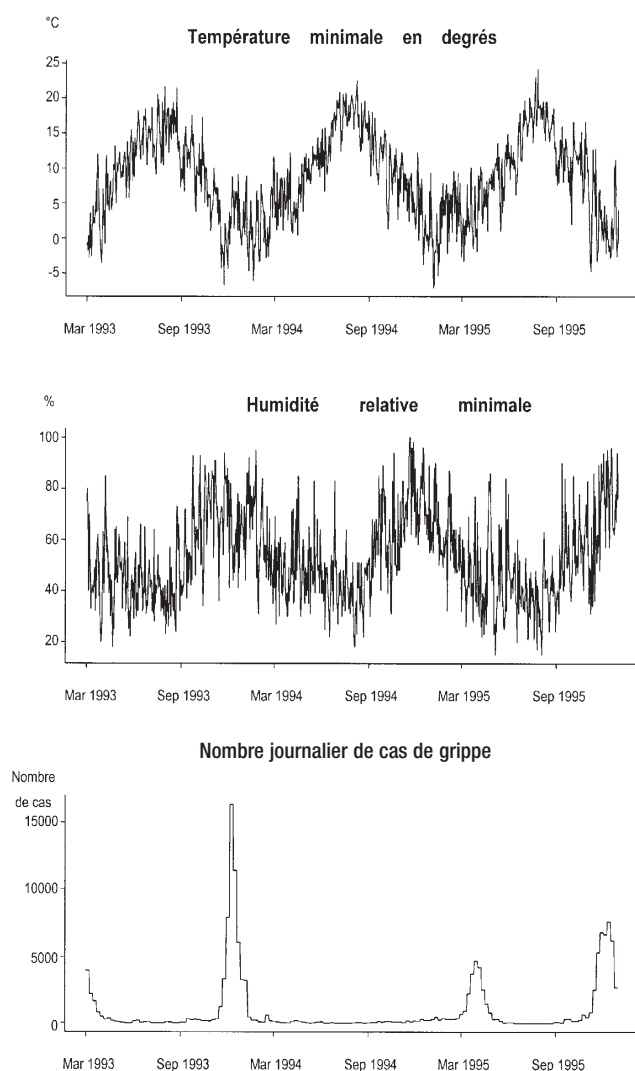 °C
Température minimale en degrés
25
20
15
10
5
0
-5
Mar 1993 Sep 1993 Mar 1994 Sep 1994 Mar 1995 Sep 1995
%
Humidité relative minimale
100
80
60
40
20
Mar 1993 Sep 1993 Mar 1994 Sep 1994 Mar 1995 Sep 1995
Nombre journalier de cas de grippe
Nombre
de cas
15000
10000
5000
0
Mar 1993 Sep 1993 Mar 1994 Sep 1994 Mar 1995 Sep 1995